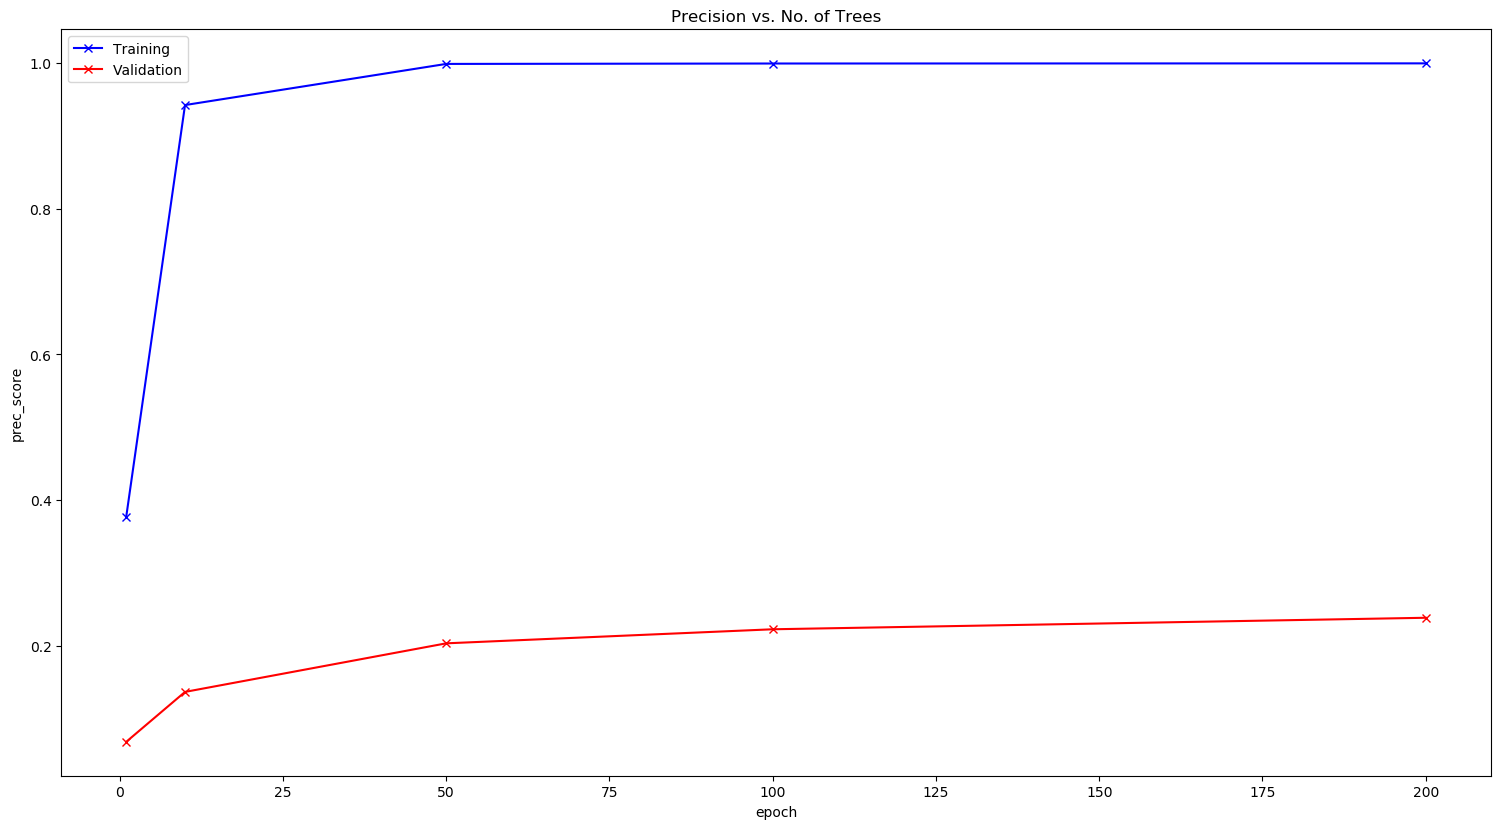 Precision vs. No. of Trees
Training
Validation
1.0
0.8
0.6
0.4
0.2
prec_score
0 25 50 75 100 125 150 175 200
epoch